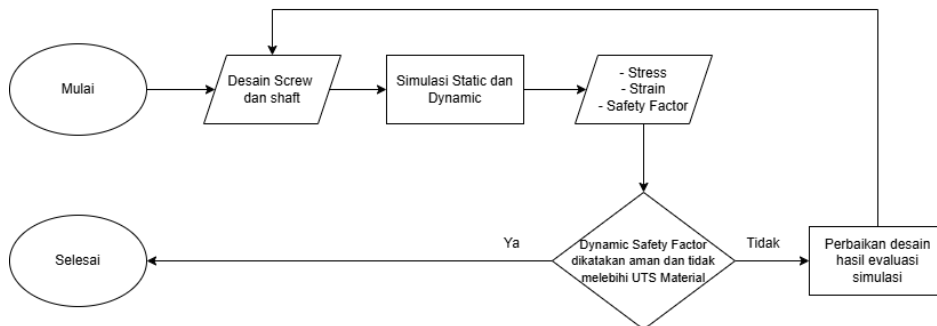 Mulai
Desain Screw
dan shaft
Simulasi Static dan
Dynamic
- Stress
- Strain
- Safety Factor
Selesai
Ya
Dynamic Safety Factor
dikatakan aman dan tidak
melebihi UTS Material
Tidak
Perbaikan desain
hasil evaluasi
simulasi